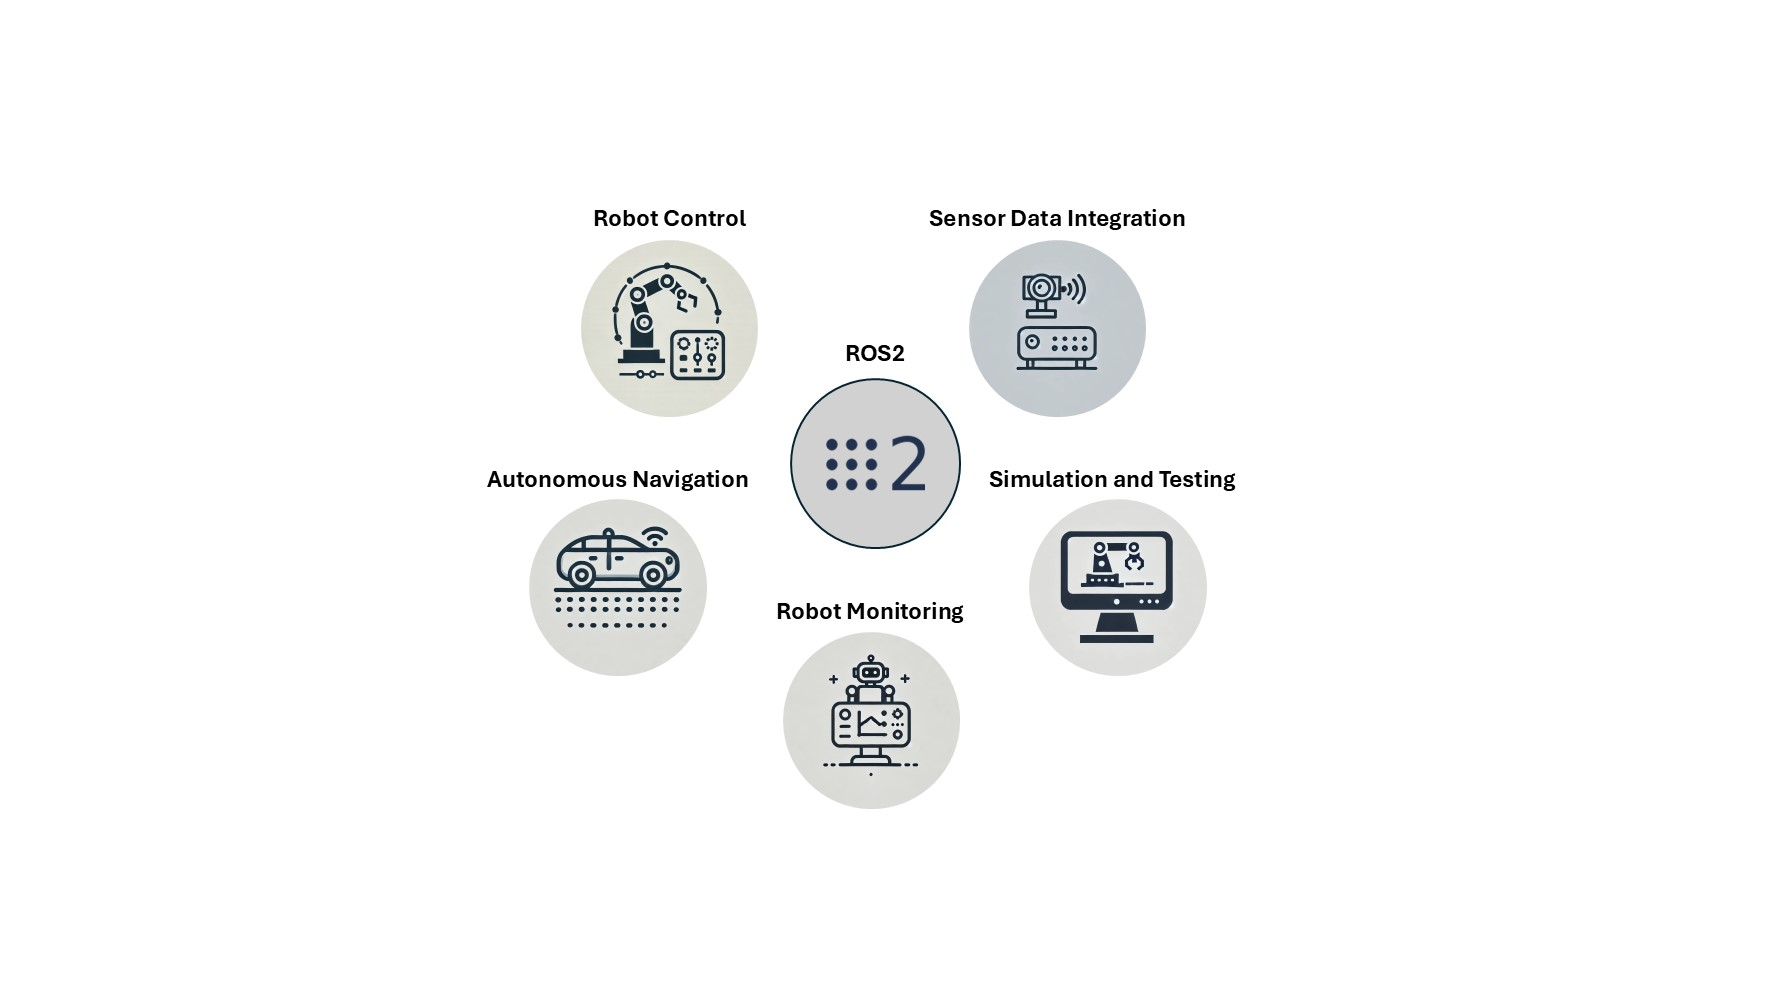 Robot Control
Sensor Data Integration
ROS2
2
Autonomous Navigation
Simulation and Testing
Robot Monitoring